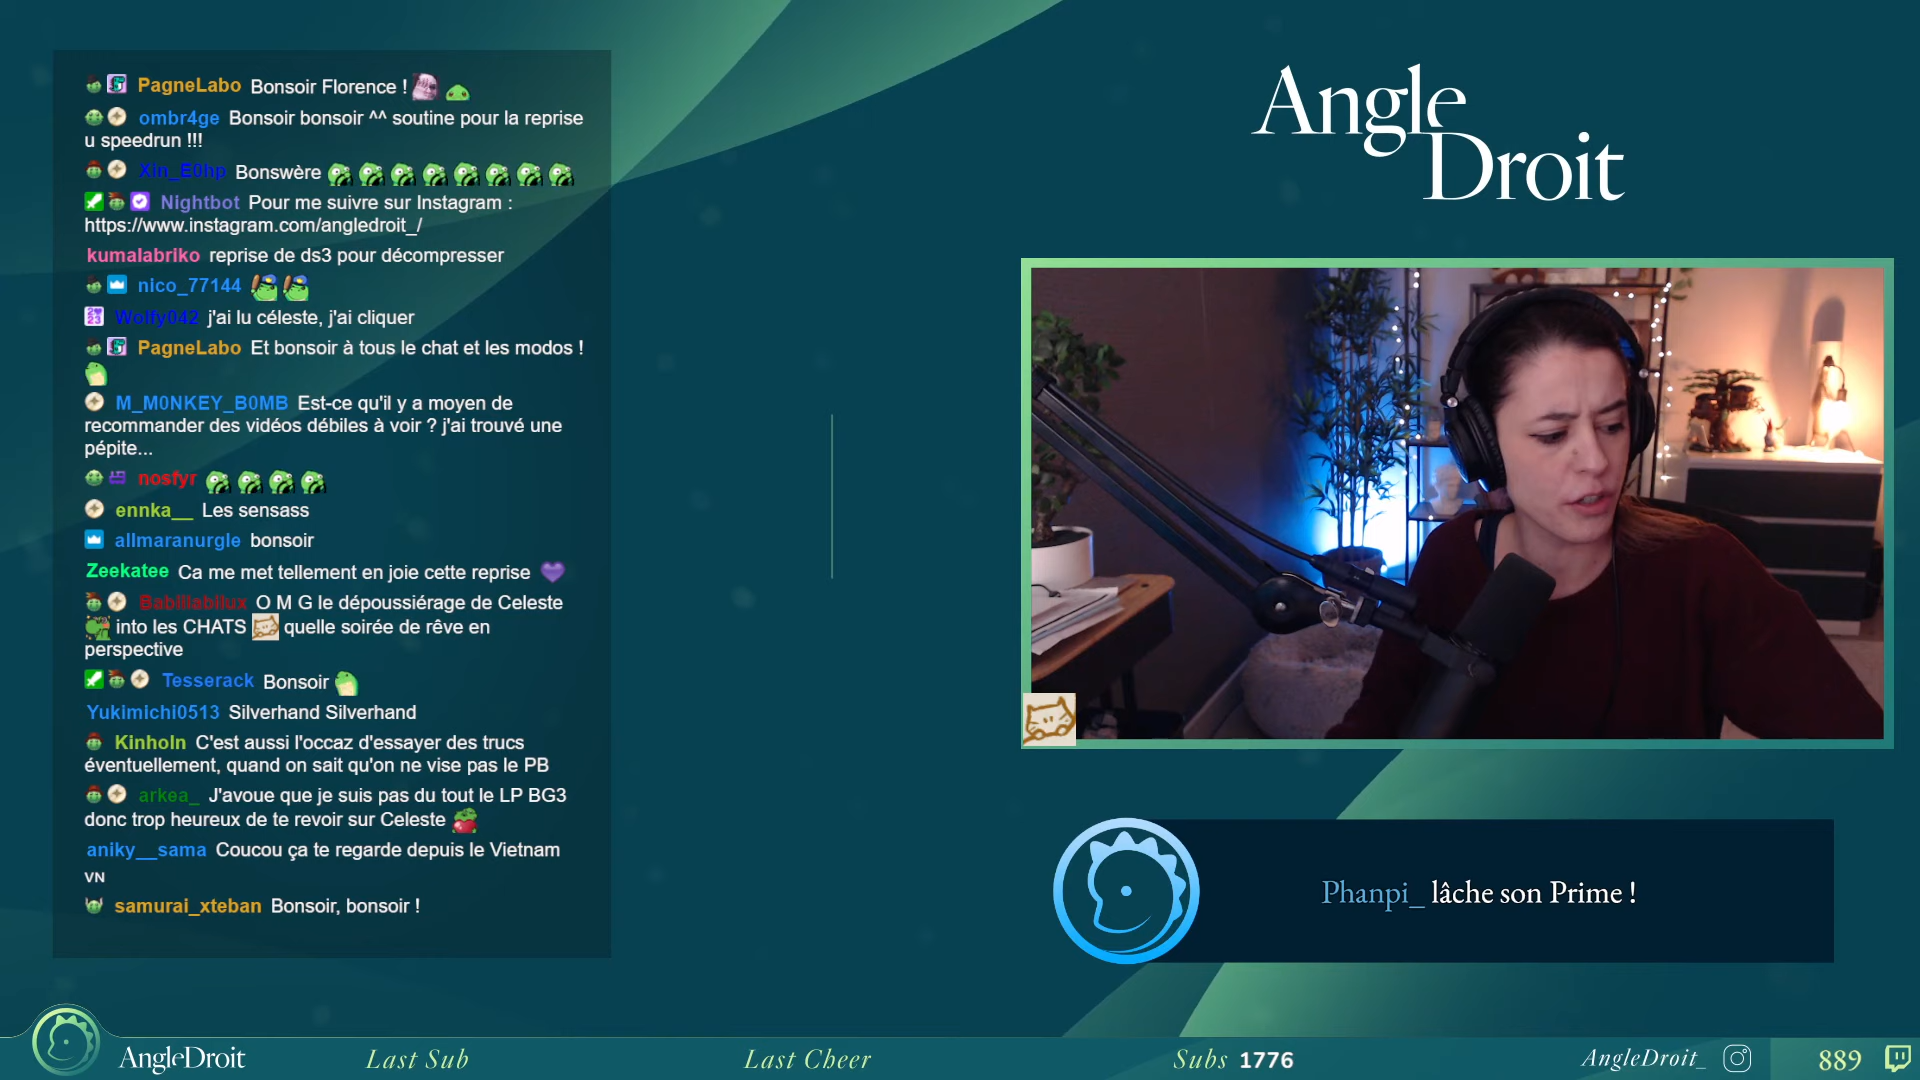 PagneLabo Bonsoir Florence !
ombr4ge Bonsoir bonsoir ^^ soutine pour la reprise
u speedrun !!!
Xin_E0hp Bonswère
Nightbot Pour me suivre sur Instagram :
https://www.instagram.com/angledroit_/
kumalabriko reprise de ds3 pour décompresser
nico_77144
Wolfy042 j'ai lu céleste, j'ai cliquer
PagneLabo Et bonsoir à tous le chat et les modos !
M_M0NKEY_B0MB Est-ce qu'il y a moyen de
recommander des vidéos débiles à voir ? j'ai trouvé une
pépite...
nosfyr
ennka__ Les sensass
allmaranurgle bonsoir
Zeekatee Ca me met tellement en joie cette reprise
Babillabilux O M G le dépoussiérage de Celeste
into les CHATS quelle soirée de rêve en
perspective
Tesserack Bonsoir
Yukimichi0513 Silverhand Silverhand
Kinholn C'est aussi l'occaz d'essayer des trucs
éventuellement, quand on sait qu'on ne vise pas le PB
arkea_ J'avoue que je suis pas du tout le LP BG3
donc trop heureux de te revoir sur Celeste
aniky__sama Coucou ça te regarde depuis le Vietnam
VN
samurai_xteban Bonsoir, bonsoir !
Angle
Droit
Phanpi_ lâche son Prime !
AngleDroit
Last Sub
Last Cheer
Subs 1776
AngleDroit_
889